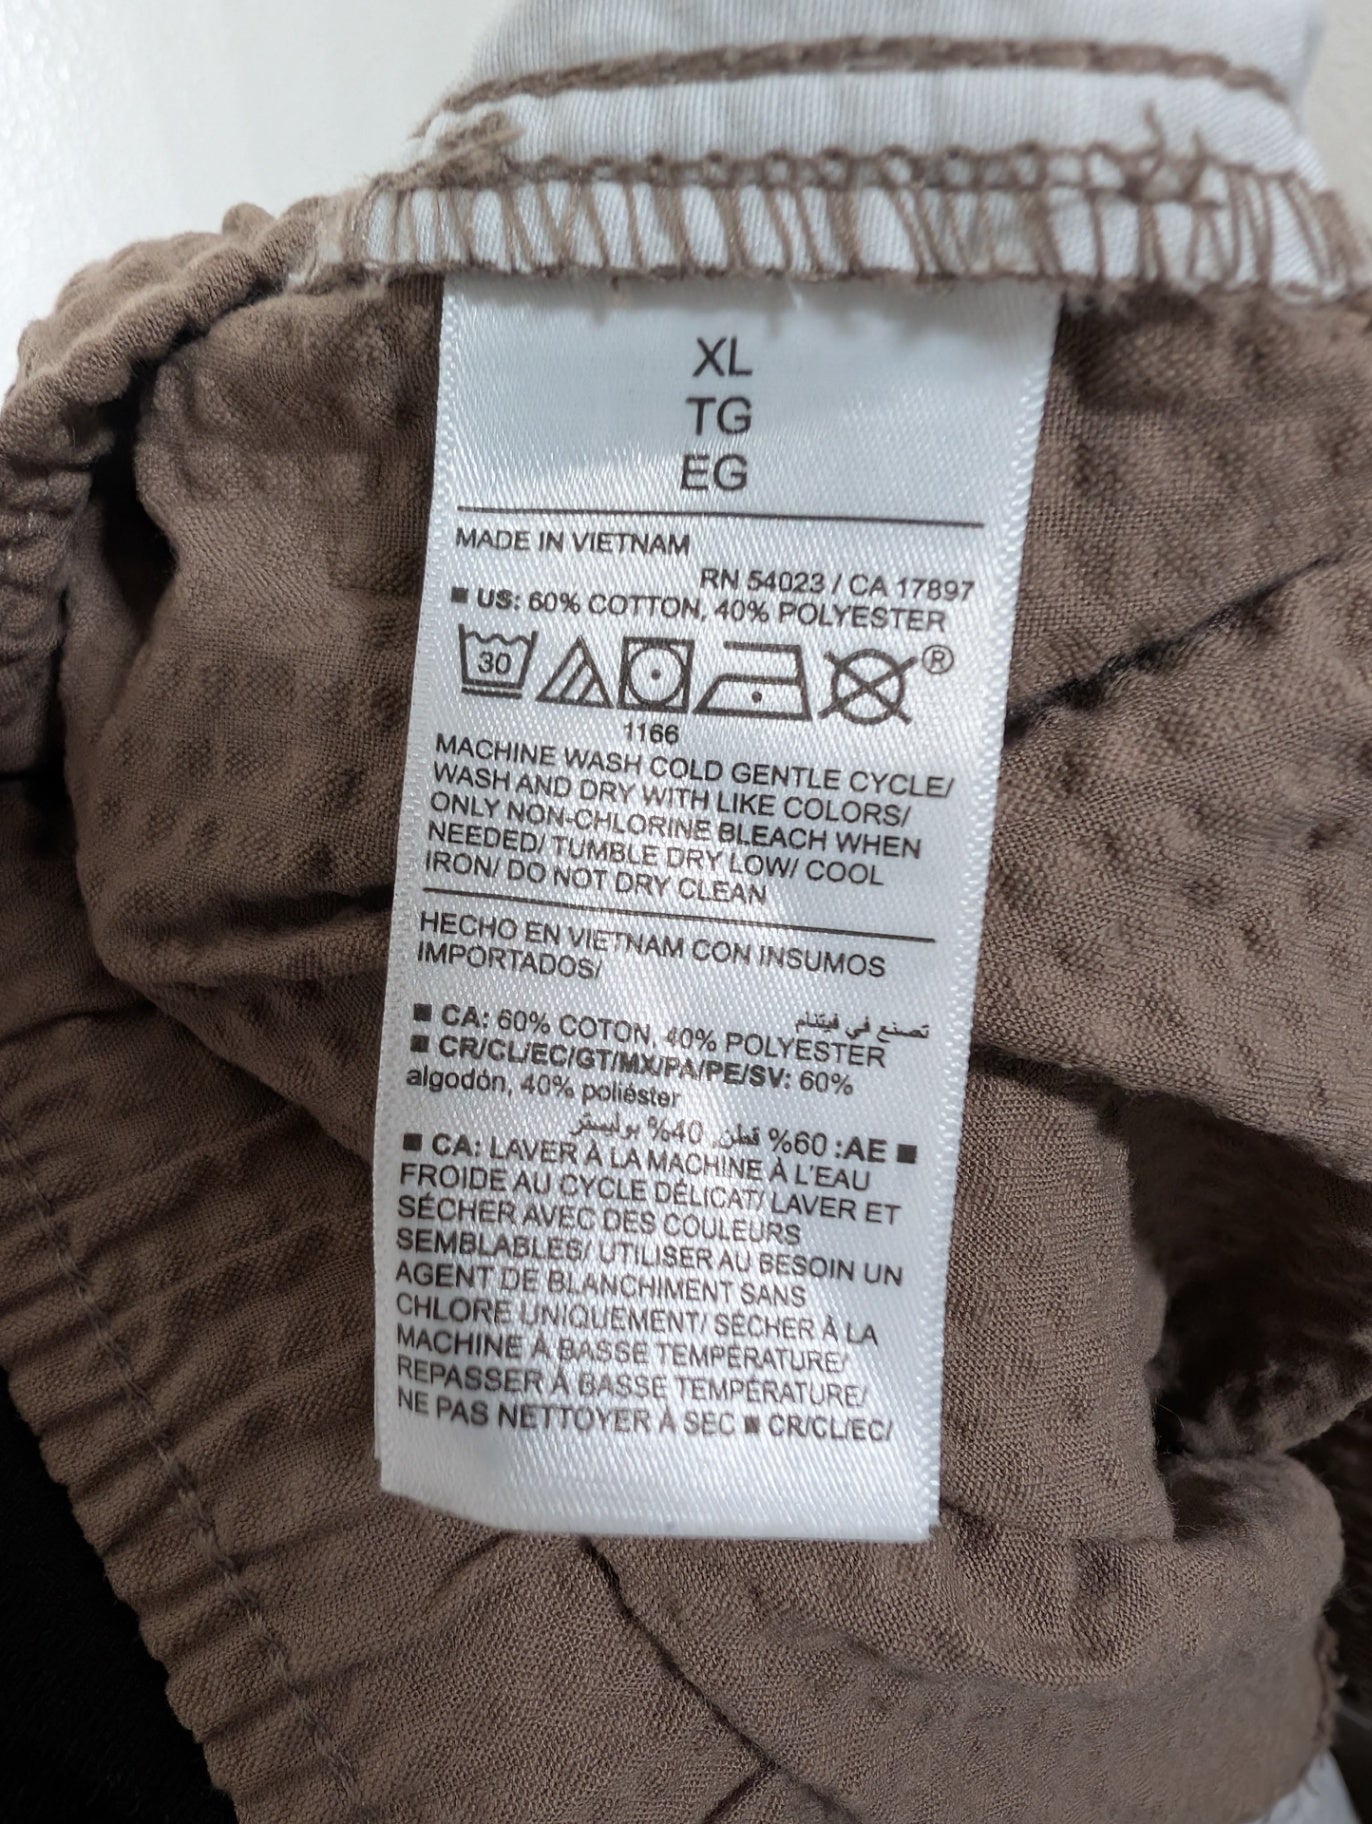 XL
TG
EG
MADE IN VIETNAM
RN 54023 / CA 17897
■ US: 60% COTTON, 40% POLYESTER
30
®
1166
MACHINE WASH COLD GENTLE CYCLE/
WASH AND DRY WITH LIKE COLORS/
ONLY NON-CHLORINE BLEACH WHEN
NEEDED/ TUMBLE DRY LOW/ COOL
IRON/ DO NOT DRY CLEAN
HECHO EN VIETNAM CON INSUMOS
IMPORTADOS/
تصنع في فيتنام
■ CA: 60% COTON, 40% POLYESTER
■ CR/CL/EC/GT/MX/PA/PE/SV: 60%
algodón, 40% poliéster
■ AE: 60% قطن, 40% بوليستر
■ CA: LAVER À LA MACHINE À L'EAU
FROIDE AU CYCLE DÉLICAT/ LAVER ET
SÉCHER AVEC DES COULEURS
SEMBLABLES/ UTILISER AU BESOIN UN
AGENT DE BLANCHIMENT SANS
CHLORE UNIQUEMENT/ SÉCHER À LA
MACHINE À BASSE TEMPÉRATURE/
REPASSER À BASSE TEMPÉRATURE/
NE PAS NETTOYER À SEC ■ CR/CL/EC/